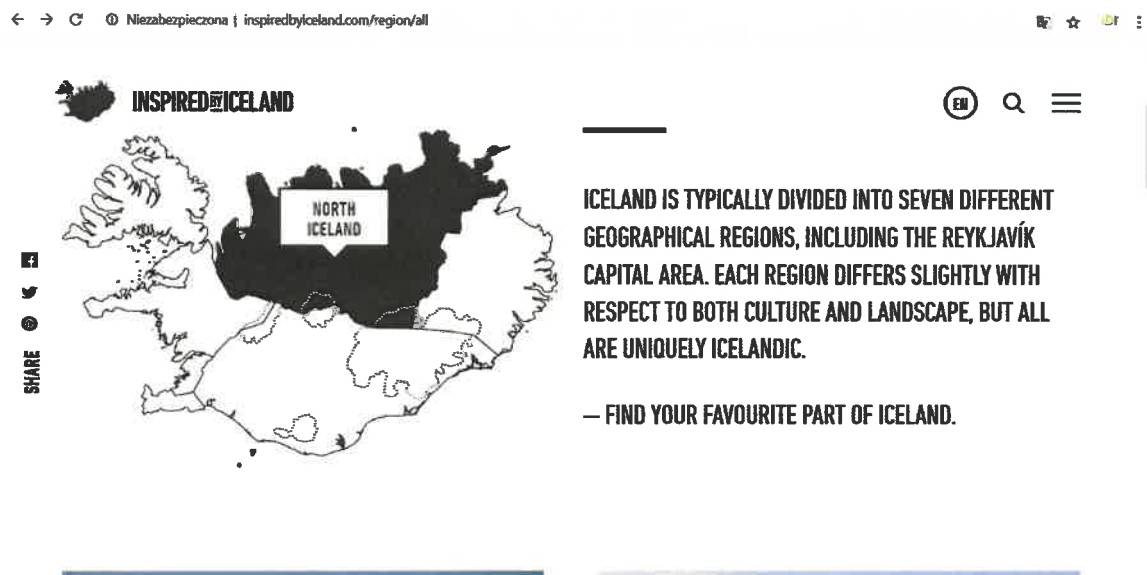 Niezabezpieczona | inspiredbyiceland.com/region/all
INSPIRED BY ICELAND
EN
NORTH
ICELAND
ICELAND IS TYPICALLY DIVIDED INTO SEVEN DIFFERENT
GEOGRAPHICAL REGIONS, INCLUDING THE REYKJAVÍK
CAPITAL AREA. EACH REGION DIFFERS SLIGHTLY WITH
RESPECT TO BOTH CULTURE AND LANDSCAPE, BUT ALL
ARE UNIQUELY ICELANDIC.
– FIND YOUR FAVOURITE PART OF ICELAND.
SHARE